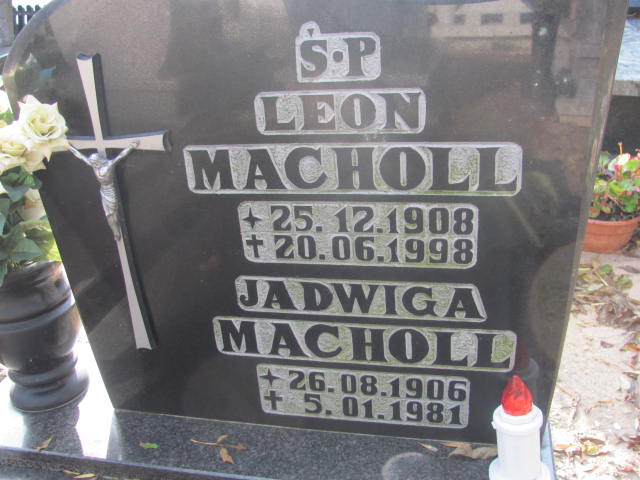 Ś.P
LEON
MACHOLL
25.12.1908
✝ 20.06.1998
JADWIGA
MACHOLL
26.08.1906
✝ 5.01.1981